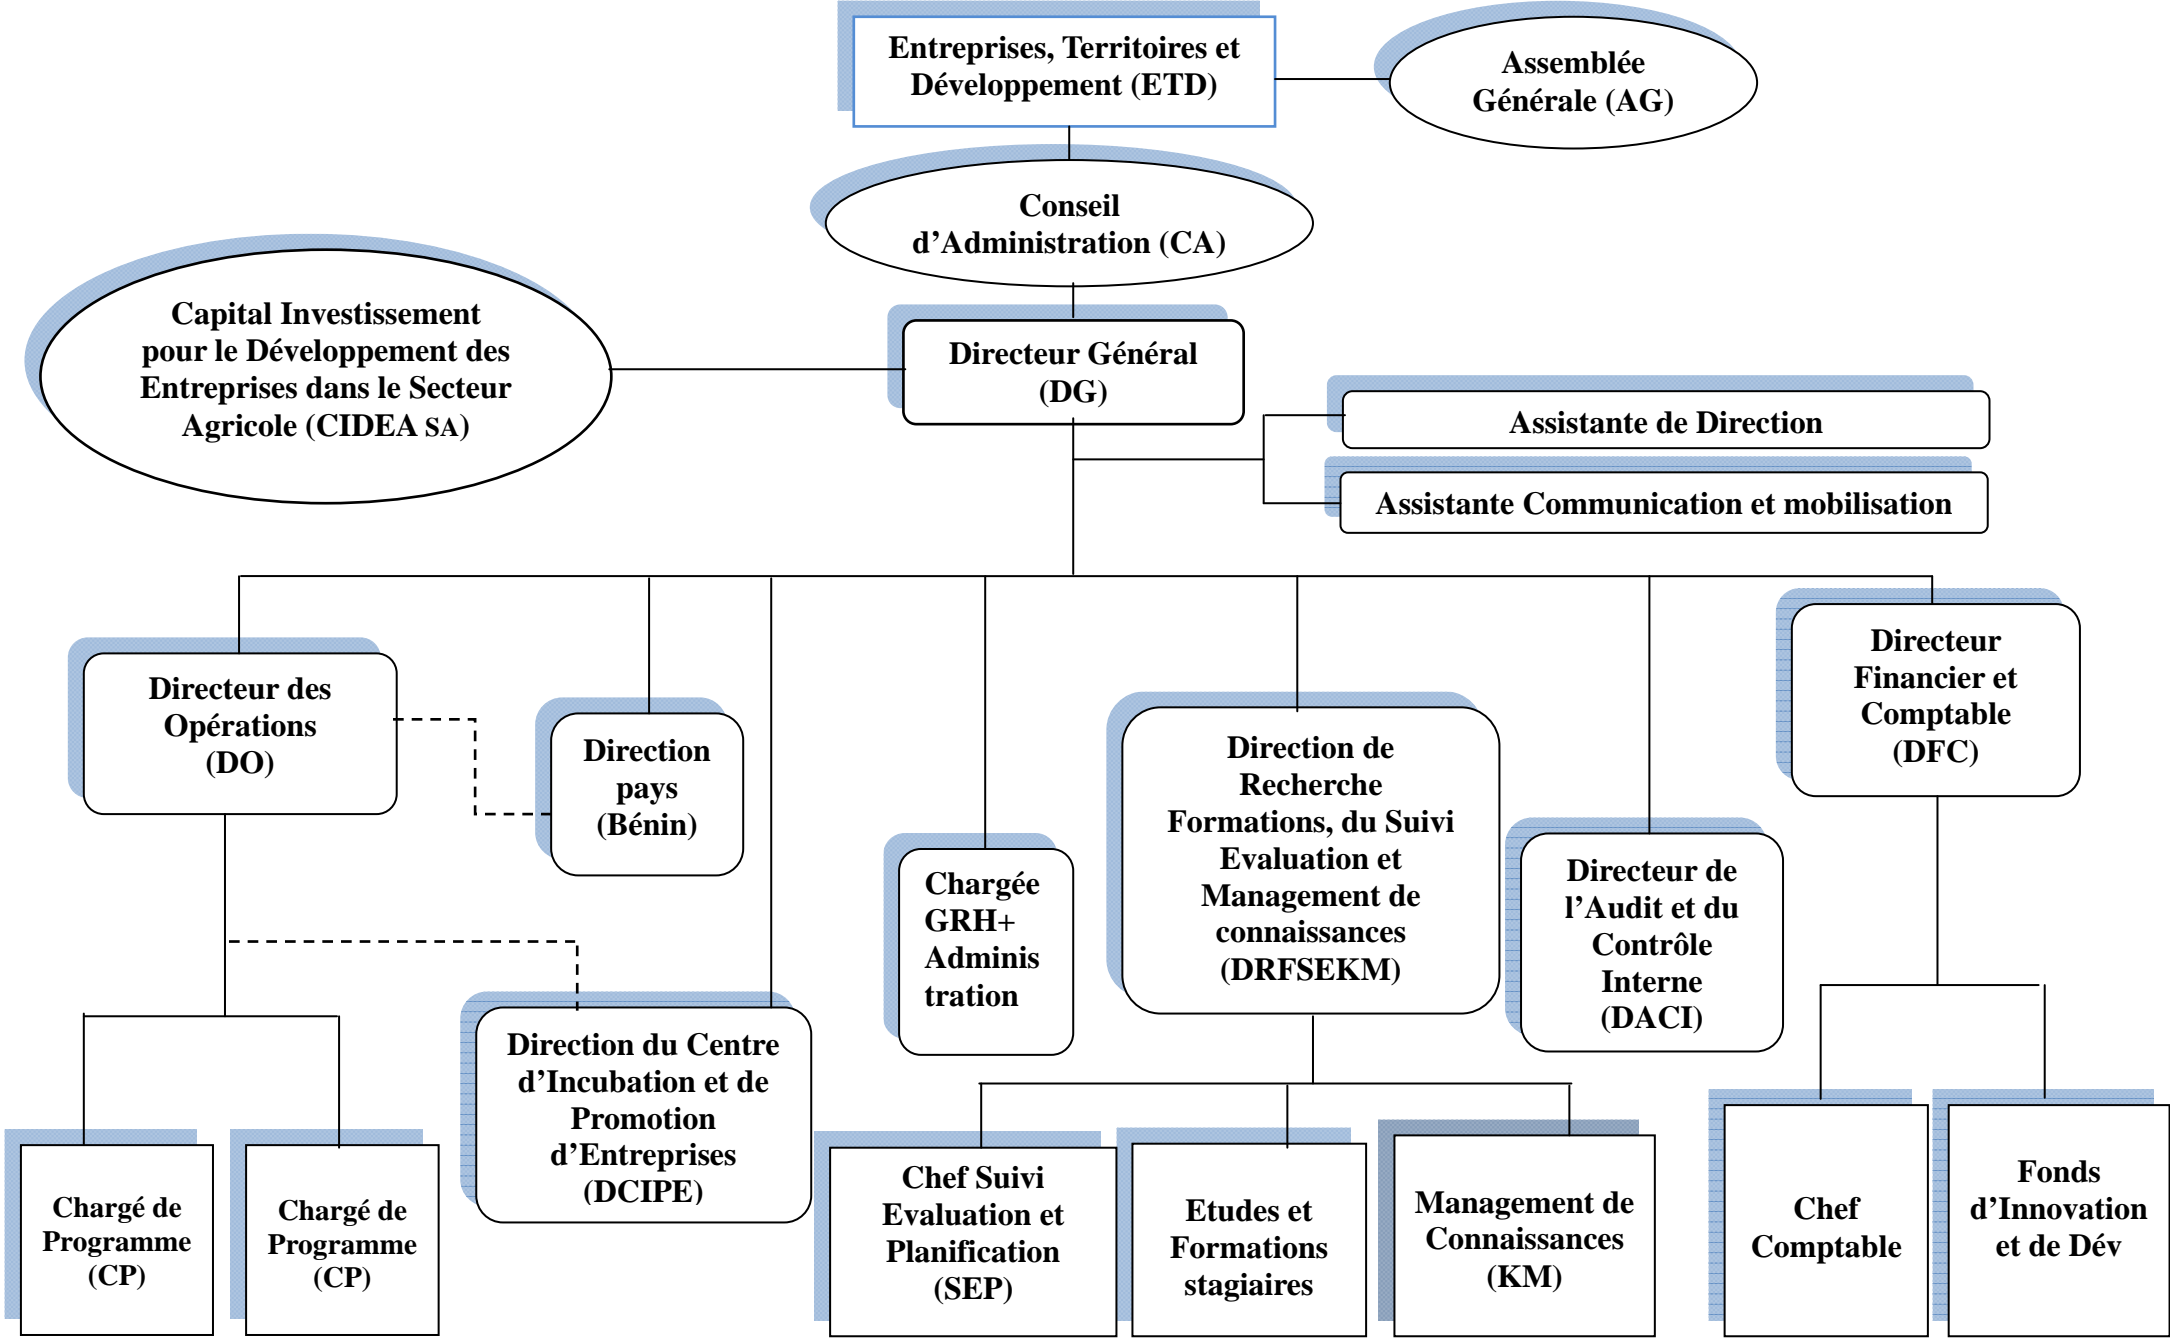 Entreprises, Territoires et
Développement (ETD)
Assemblée
Générale (AG)
Conseil
d’Administration (CA)
Capital Investissement
pour le Développement des
Entreprises dans le Secteur
Agricole (CIDEA SA)
Directeur Général
(DG)
Assistante de Direction
Assistante Communication et mobilisation
Directeur des
Opérations
(DO)
Direction
pays
(Bénin)
Chargée
GRH+
Adminis
tration
Direction de
Recherche
Formations, du Suivi
Evaluation et
Management de
connaissances
(DRFSEKM)
Directeur de
l’Audit et du
Contrôle
Interne
(DACI)
Directeur
Financier et
Comptable
(DFC)
Direction du Centre
d’Incubation et de
Promotion
d’Entreprises
(DCIPE)
Chargé de
Programme
(CP)
Chargé de
Programme
(CP)
Chef Suivi
Evaluation et
Planification
(SEP)
Etudes et
Formations
stagiaires
Management de
Connaissances
(KM)
Chef
Comptable
Fonds
d’Innovation
et de Dév